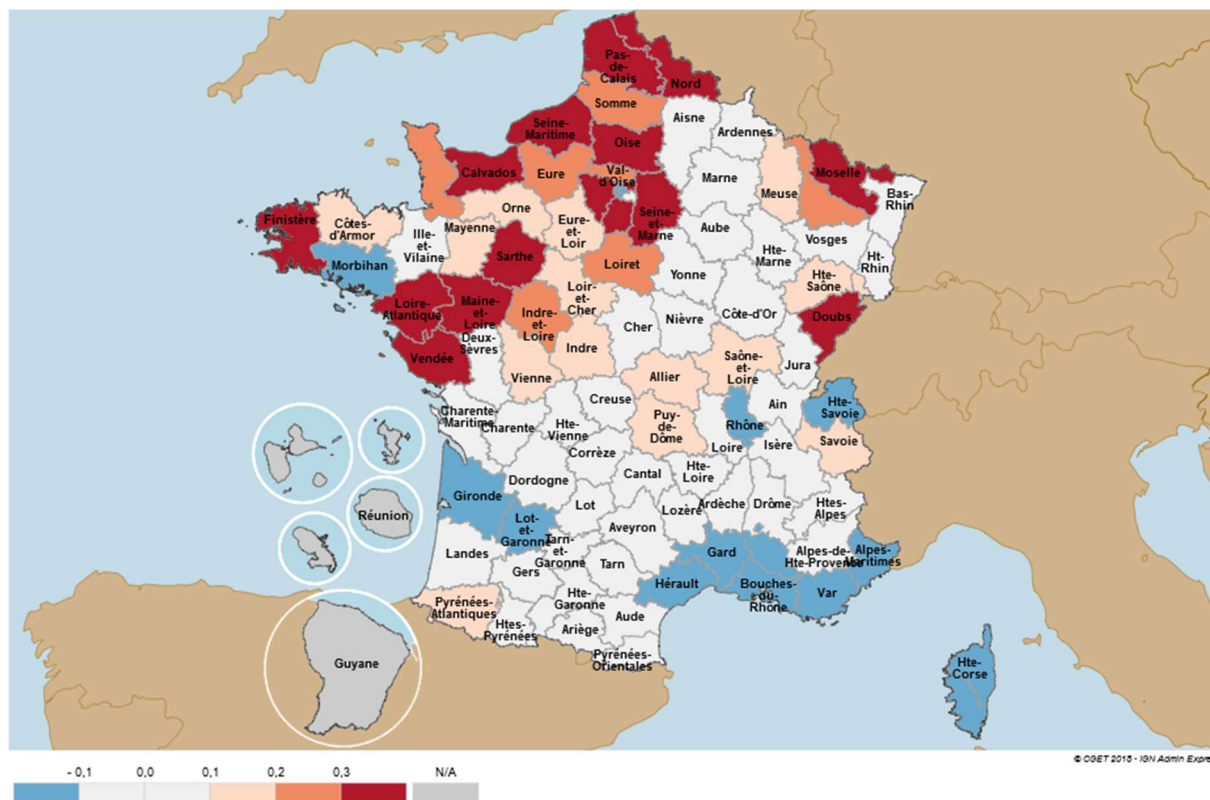 Pas-
de-
Calais
Nord
Somme
Aisne
Ardennes
Seine-
Maritime
Oise
Calvados
Eure
Val-
d'Oise
Marne
Meuse
Moselle
Bas-
Rhin
Finistère
Côtes-
d'Armor
Orne
Mayenne
Eure-
et-
Loir
Seine-
et-
Marne
Aube
Hte-
Marne
Vosges
Ht-
Rhin
Ille-
et-
Vilaine
Morbihan
Sarthe
Loiret
Yonne
Hte-
Saône
Loire-
Atlantique
Maine-
et-
Loire
Indre-
et-
Loire
Loir-
et-
Cher
Cher
Nièvre
Côte-d'Or
Doubs
Vendée
Deux-
Sèvres
Vienne
Indre
Allier
Saône-
et-
Loire
Jura
Charente-
Maritime
Charente
Hte-
Vienne
Creuse
Puy-
de-
Dôme
Rhône
Ain
Hte-
Savoie
Savoie
Loire
Isère
Corrèze
Dordogne
Cantal
Hte-
Loire
Gironde
Lot
Lot-
et-
Garonne
Aveyron
Lozère
Ardèche
Drôme
Htes-
Alpes
Réunion
Landes
Gers
Tarn-
et-
Garonne
Tarn
Gard
Hérault
Bouches-
du-
Rhône
Alpes-de-
Hte-Provence
Alpes-
Maritimes
Var
Pyrénées-
Atlantiques
Htes-
Pyrénées
Hte-
Garonne
Ariège
Aude
Pyrénées-
Orientales
Guyane
Hte-
Corse
© CGET 2018 - IGN Admin Expre
- 0,1 0,0 0,1 0,2 0,3 N/A